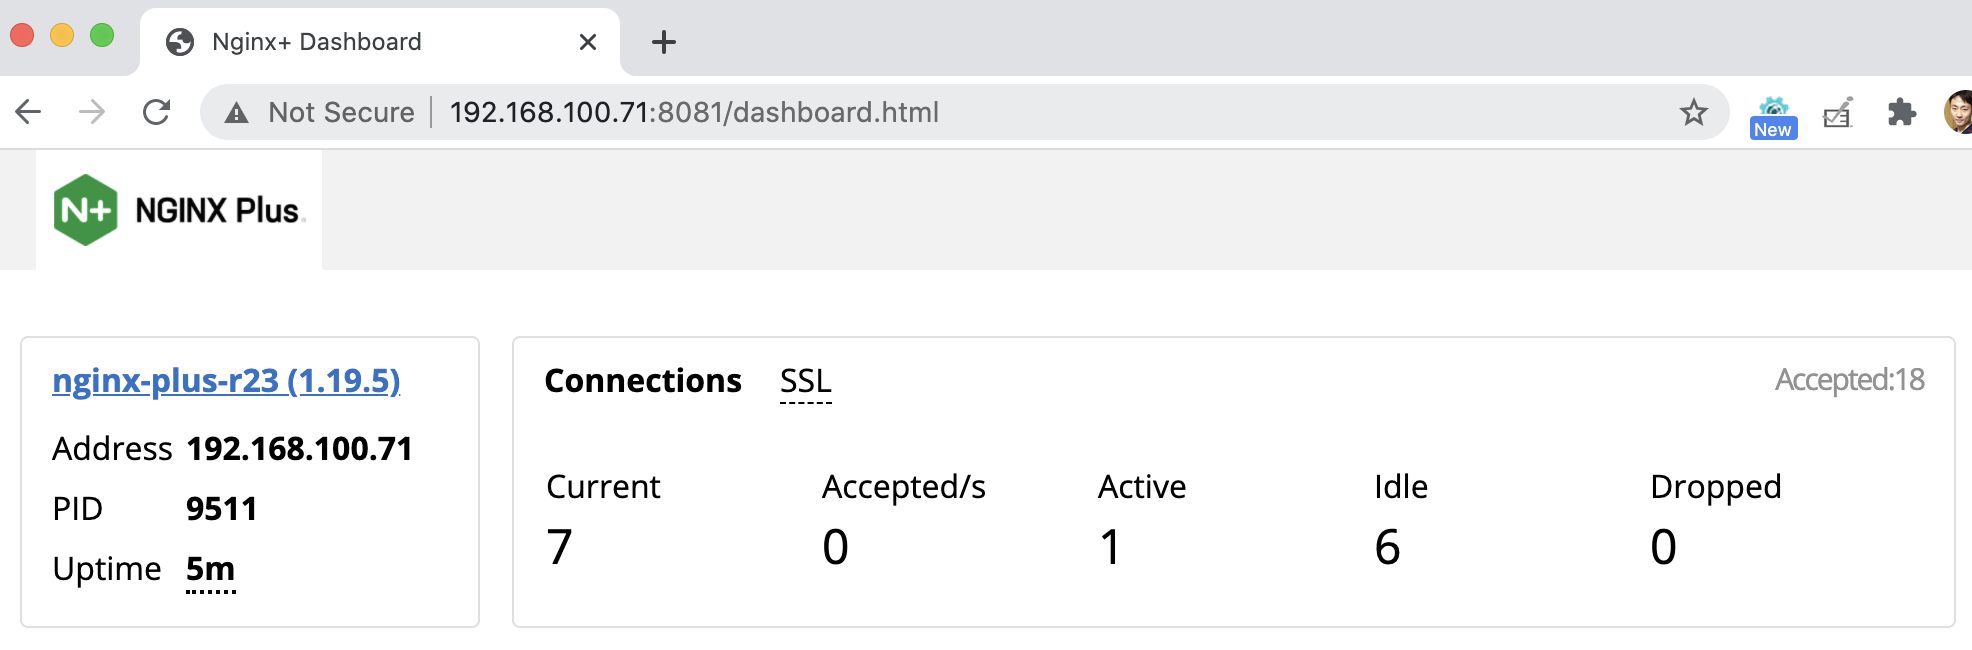 Nginx+ Dashboard
Not Secure 192.168.100.71:8081/dashboard.html
New
N+ NGINX Plus
nginx-plus-r23 (1.19.5)
Address 192.168.100.71
PID 9511
Uptime 5m
Connections SSL Accepted:18
Current Accepted/s Active Idle Dropped
7 0 1 6 0